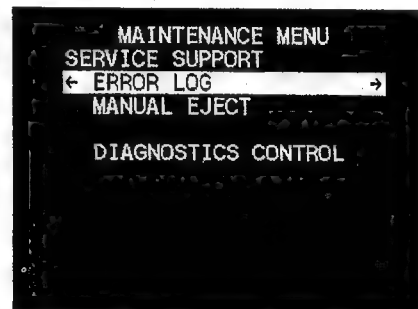 MAINTENANCE MENU
SERVICE SUPPORT
← ERROR LOG →
MANUAL EJECT
DIAGNOSTICS CONTROL